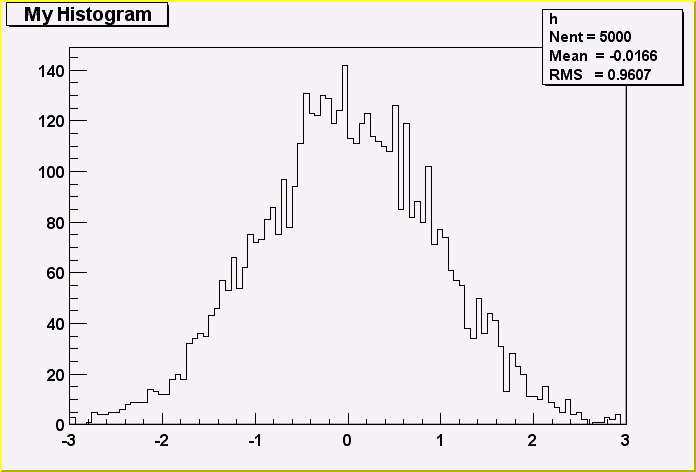 My Histogram
h
Nent = 5000
Mean = -0.0166
RMS = 0.9607
140
120
100
80
60
40
20
0
-3 -2 -1 0 1 2 3